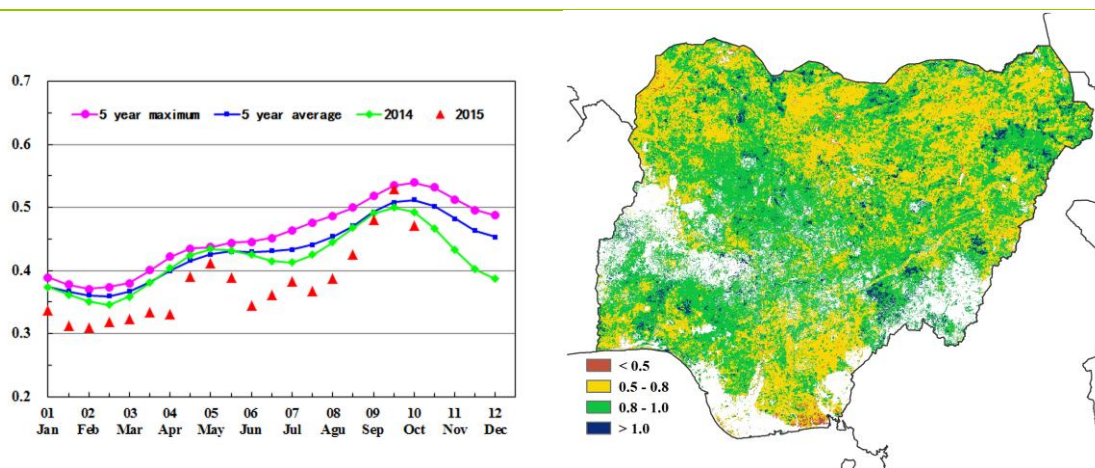 0.7
5 year maximum 5 year average 2014 2015
0.6
0.5
0.4
0.3
0.2
01 02 03 04 05 06 07 08 09 10 11 12
Jan Feb Mar Apr May Jun Jul Agu Sep Oct Nov Dec
< 0.5
0.5 - 0.8
0.8 - 1.0
> 1.0